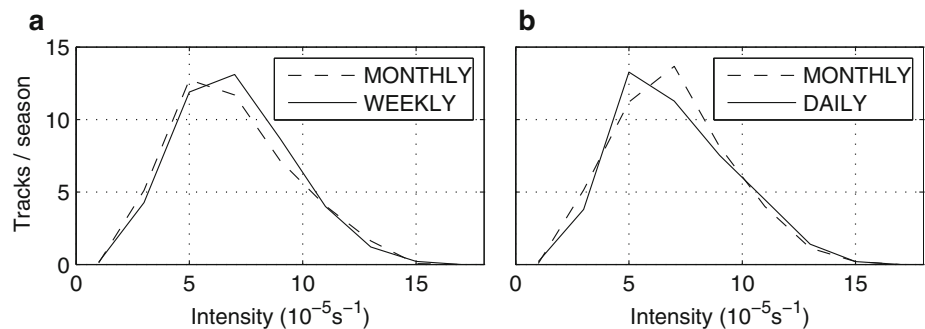 a
15
10
5
0
Tracks / season
MONTHLY
WEEKLY
0 5 10 15
Intensity (10⁻⁵s⁻¹)
b
MONTHLY
DAILY
0 5 10 15
Intensity (10⁻⁵s⁻¹)